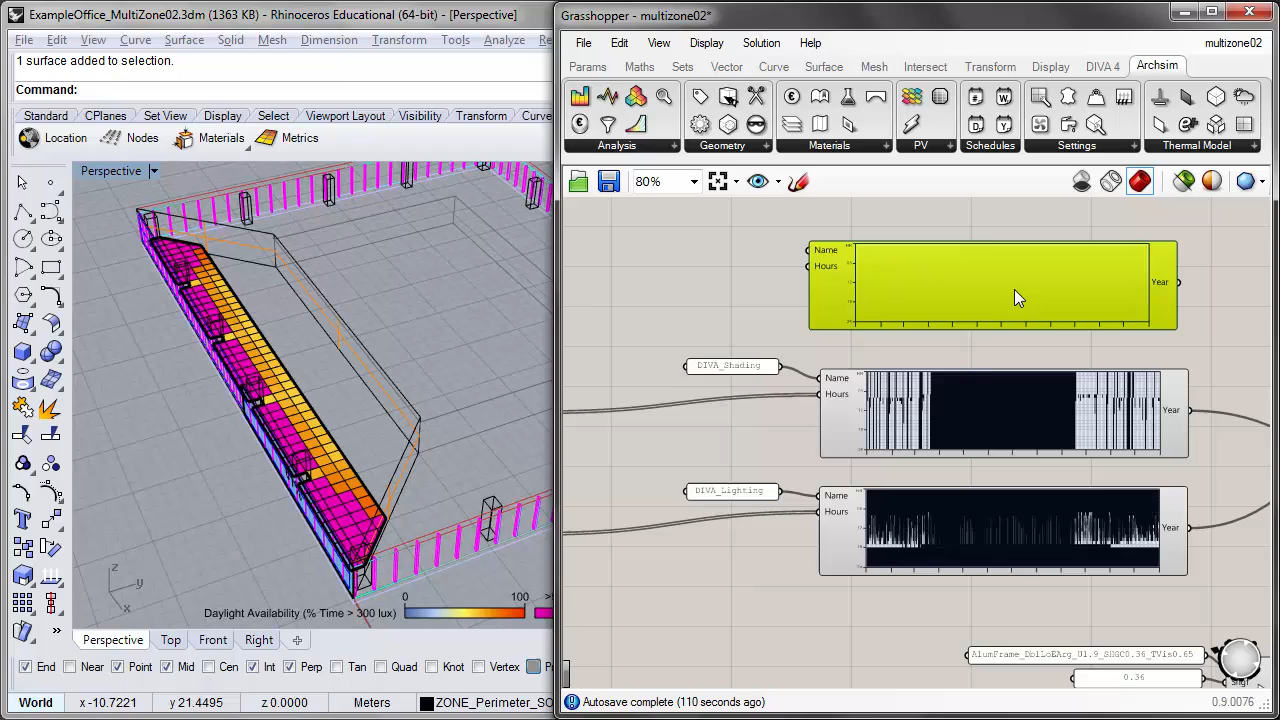 ExampleOffice_MultiZone02.3dm (1363 KB) - Rhinoceros Educational (64-bit) - [Perspective]
File Edit View Curve Surface Solid Mesh Dimension Transform Tools Analyze Re
1 surface added to selection.
Command:
Standard CPlanes Set View Display Select Viewport Layout Visibility Transform Curve
Location Nodes Materials Metrics
Perspective
z
y
x
Daylight Availability (% Time > 300 lux)
0 100 >
Perspective Top Front Right
End Near Point Mid Cen Int Perp Tan Quad Knot Vertex
World x -10.7221 y 21.4495 z 0.0000 Meters ZONE_Perimeter_SO
Grasshopper - multizone02*
File Edit View Display Solution Help multizone02
Params Maths Sets Vector Curve Surface Mesh Intersect Transform Display DIVA 4 Archsim
Analysis Geometry Materials PV Schedules Settings Thermal Model
80%
Name
Hours
Year
DIVA_Shading
Name
Hours
Year
DIVA_Lighting
Name
Hours
Year
AlumFrame_DblLoEArg_U1.9_SHGC0.36_TVis0.65
0.36
Autosave complete (110 seconds ago) 0.9.0076